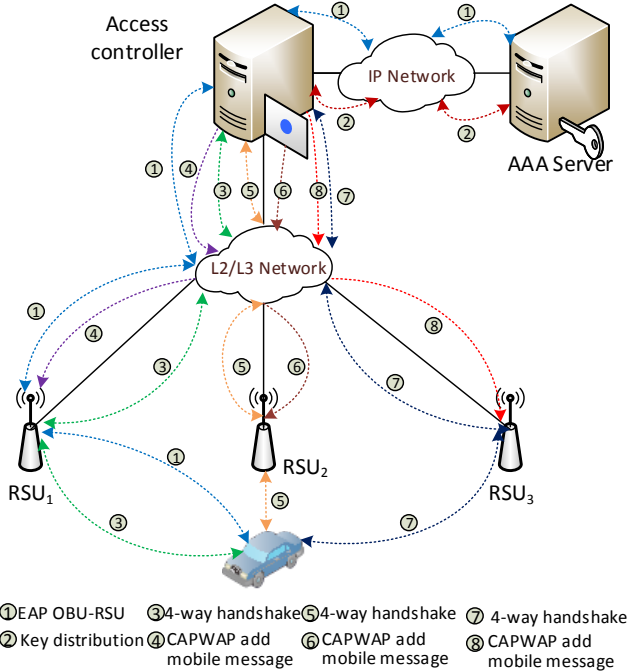 Access
controller
①
①
IP Network
②
②
AAA Server
①
④
③
⑤
⑥
⑧
⑦
L2/L3 Network
①
④
③
⑤
⑥
⑦
⑧
RSU₁
RSU₂
RSU₃
①
③
⑤
⑦
①EAP OBU-RSU ③4-way handshake ⑤4-way handshake ⑦ 4-way handshake
②Key distribution ④CAPWAP add mobile message ⑥CAPWAP add mobile message ⑧ CAPWAP add mobile message